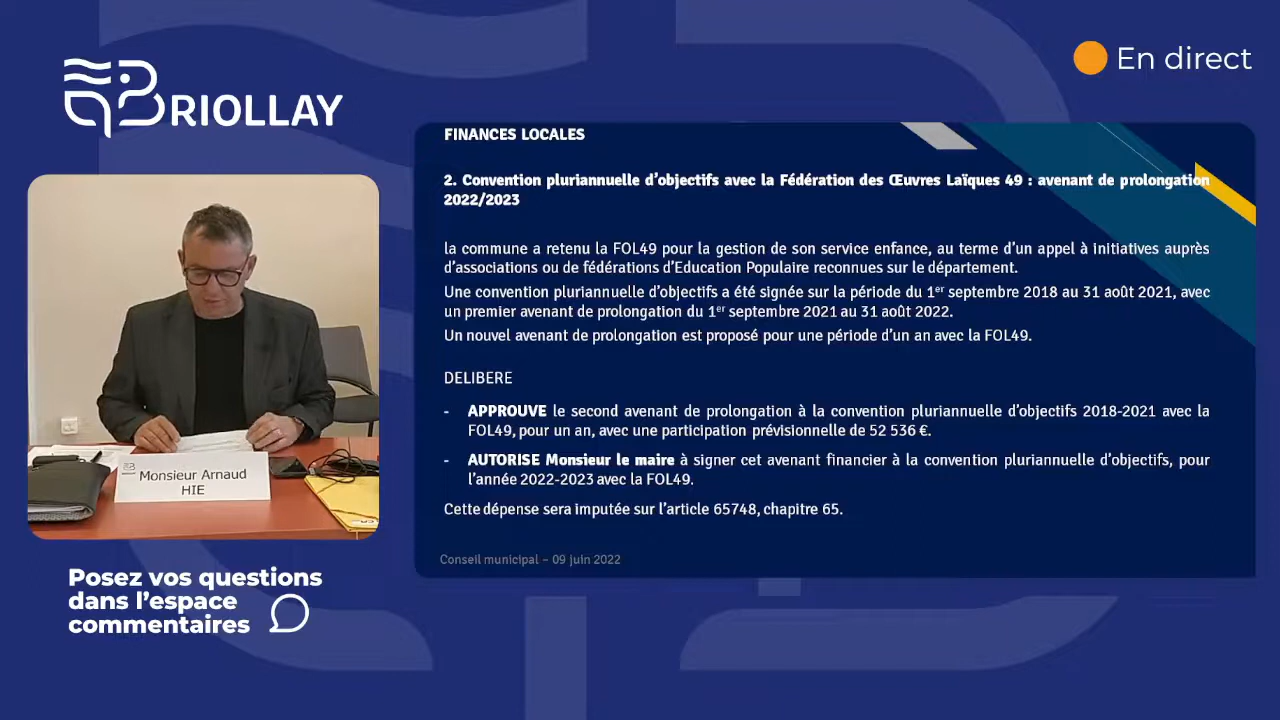 BRIOLLAY
En direct
FINANCES LOCALES
2. Convention pluriannuelle d'objectifs avec la Fédération des Œuvres Laïques 49 : avenant de prolongation
2022/2023
la commune a retenu la FOL49 pour la gestion de son service enfance, au terme d'un appel à initiatives auprès
d'associations ou de fédérations d'Education Populaire reconnues sur le département.
Une convention pluriannuelle d'objectifs a été signée sur la période du 1er septembre 2018 au 31 août 2021, avec
un premier avenant de prolongation du 1er septembre 2021 au 31 août 2022.
Un nouvel avenant de prolongation est proposé pour une période d'un an avec la FOL49.
DELIBERE
- APPROUVE le second avenant de prolongation à la convention pluriannuelle d'objectifs 2018-2021 avec la
FOL49, pour un an, avec une participation prévisionnelle de 52 536 €.
- AUTORISE Monsieur le maire à signer cet avenant financier à la convention pluriannuelle d'objectifs, pour
l'année 2022-2023 avec la FOL49.
Cette dépense sera imputée sur l'article 65748, chapitre 65.
Conseil municipal – 09 juin 2022
Monsieur Arnaud
HIE
Posez vos questions
dans l'espace
commentaires